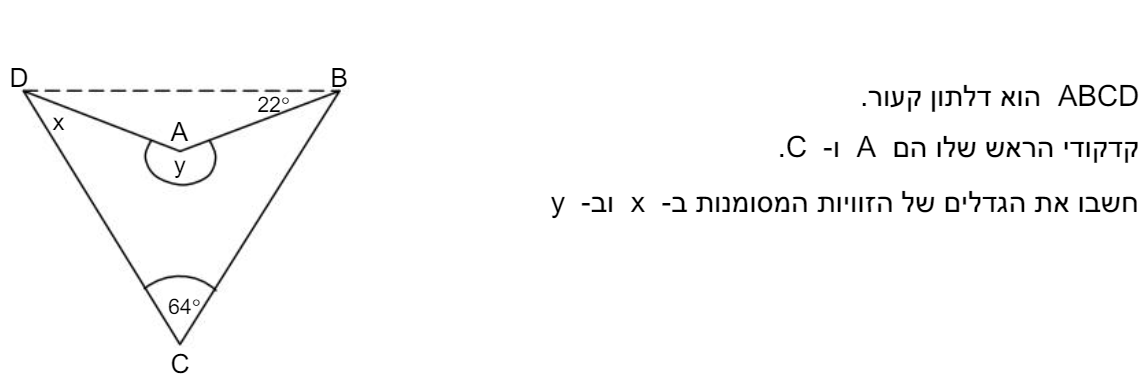 ABCD הוא דלתון קעור.
קדקודי הראש שלו הם A ו- C.
חשבו את הגדלים של הזוויות המסומנות ב- x וב- y
D
B
22°
x
A
y
64°
C